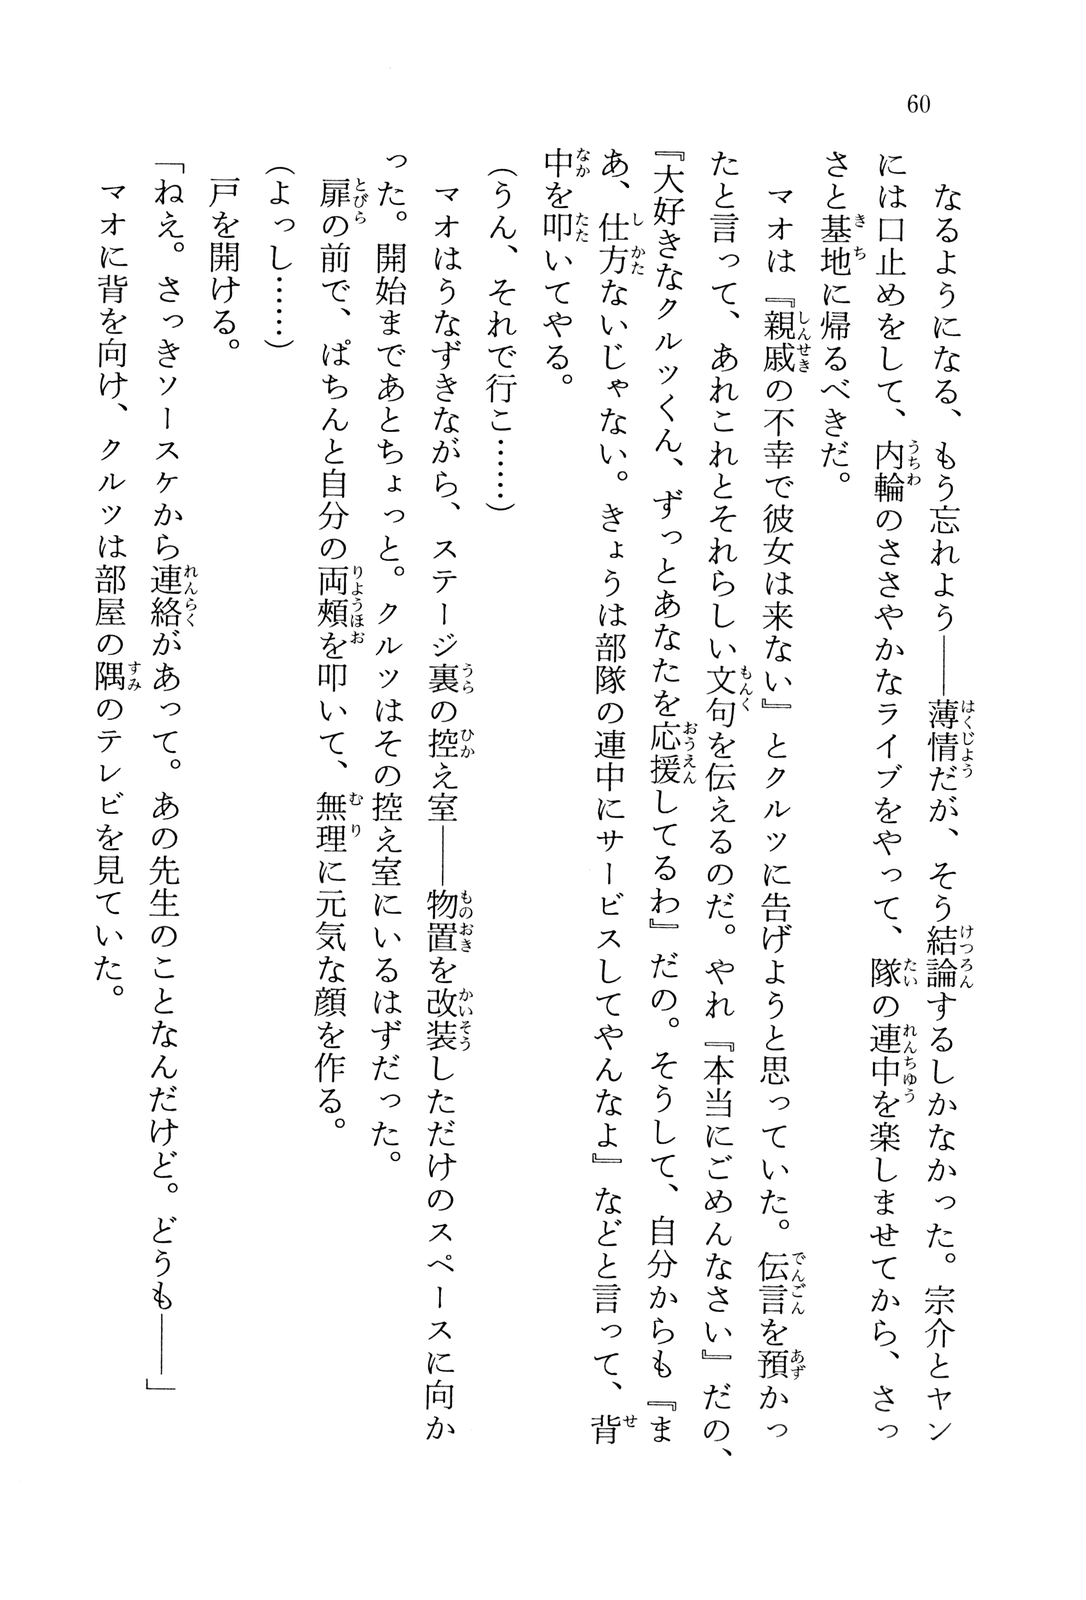 60
なるようになる、もう忘れよう――薄情だが、そう結論するしかなかった。宗介とヤン
には口止めをして、内輪のささやかなライブをやって、隊の連中を楽しませてから、さっ
さと基地に帰るべきだ。
マオは『親戚の不幸で彼女は来ない』とクルツに告げようと思っていた。伝言を預かっ
たと言って、あれこれとそれらしい文句を伝えるのだ。やれ『本当にごめんなさい』だの、
『大好きなクルッくん、ずっとあなたを応援してるわ』だの。そうして、自分からも『ま
あ、仕方ないじゃない。きょうは部隊の連中にサービスしてやんなよ』などと言って、背
中を叩いてやる。
（うん、それで行こ……）
マオはうなずきながら、ステージ裏の控え室――物置を改装しただけのスペースに向か
った。開始まであとちょっと。クルツはその控え室にいるはずだった。
扉の前で、ぱちんと自分の両頰を叩いて、無理に元気な顔を作る。
（よっし……）
戸を開ける。
「ねえ。さっきソースケから連絡があって。あの先生のことなんだけど。どうも――」
マオに背を向け、クルツは部屋の隅のテレビを見ていた。